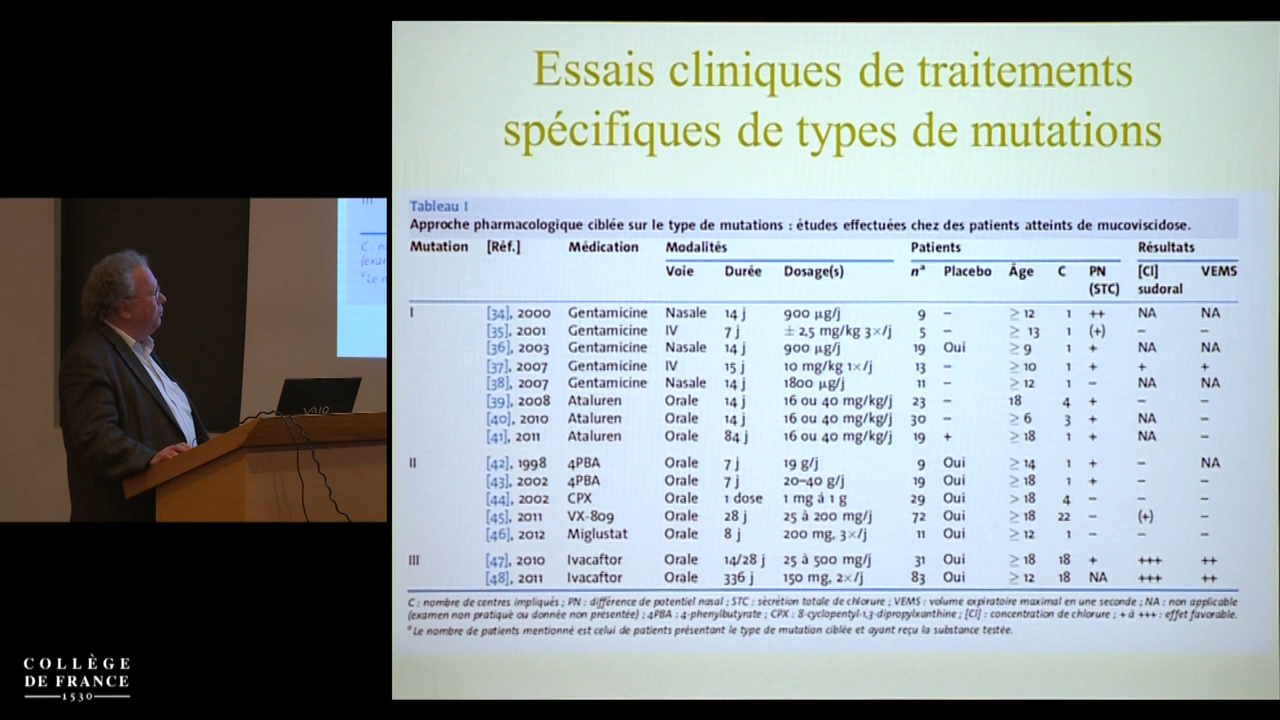 Essais cliniques de traitements
spécifiques de types de mutations
Tableau I
Approche pharmacologique ciblée sur le type de mutations : études effectuées chez des patients atteints de mucoviscidose.
Mutation [Réf.] Médication Modalités Patients Résultats
Voie Durée Dosage(s) nª Placebo Âge C PN (STC) [Cl] sudoral VEMS
I [34], 2000 Gentamicine Nasale 14 j 900 µg/j 9 – ≥ 12 1 ++ NA NA
[35], 2001 Gentamicine IV 7 j ± 2,5 mg/kg 3×/j 5 – ≥ 13 1 (+) – –
[36], 2003 Gentamicine Nasale 14 j 900 µg/j 19 Oui ≥ 9 1 + NA NA
[37], 2007 Gentamicine IV 15 j 10 mg/kg 1×/j 13 – ≥ 10 1 + + +
[38], 2007 Gentamicine Nasale 14 j 1800 µg/j 11 – ≥ 12 1 – NA NA
[39], 2008 Ataluren Orale 14 j 16 ou 40 mg/kg/j 23 – 18 4 + – –
[40], 2010 Ataluren Orale 14 j 16 ou 40 mg/kg/j 30 – ≥ 6 3 + NA –
[41], 2011 Ataluren Orale 84 j 16 ou 40 mg/kg/j 19 + ≥ 18 1 + NA –
II [42], 1998 4PBA Orale 7 j 19 g/j 9 Oui ≥ 14 1 + – NA
[43], 2002 4PBA Orale 7 j 20–40 g/j 19 Oui ≥ 18 1 + – –
[44], 2002 CPX Orale 1 dose 1 mg à 1 g 29 Oui > 18 4 – – –
[45], 2011 VX-809 Orale 28 j 25 à 200 mg/j 72 Oui ≥ 18 22 – (+) –
[46], 2012 Miglustat Orale 8 j 200 mg, 3×/j 11 Oui ≥ 12 1 – – –
III [47], 2010 Ivacaftor Orale 14/28 j 25 à 500 mg/j 31 Oui ≥ 18 18 + +++ ++
[48], 2011 Ivacaftor Orale 336 j 150 mg, 2×/j 83 Oui ≥ 12 18 NA +++ ++
C : nombre de centres impliqués ; PN : différence de potentiel nasal ; STC : sécrétion totale de chlorure ; VEMS : volume expiratoire maximal en une seconde ; NA : non applicable
(examen non pratiqué ou donnée non présentée) ; 4PBA : 4-phenylbutyrate ; CPX : 8-cyclopentyl-1,3-dipropylxanthine ; [Cl] : concentration de chlorure ; + à +++ : effet favorable.
ª Le nombre de patients mentionné est celui de patients présentant le type de mutation ciblée et ayant reçu la substance testée.
VAIO
COLLÈGE
DE FRANCE
1530